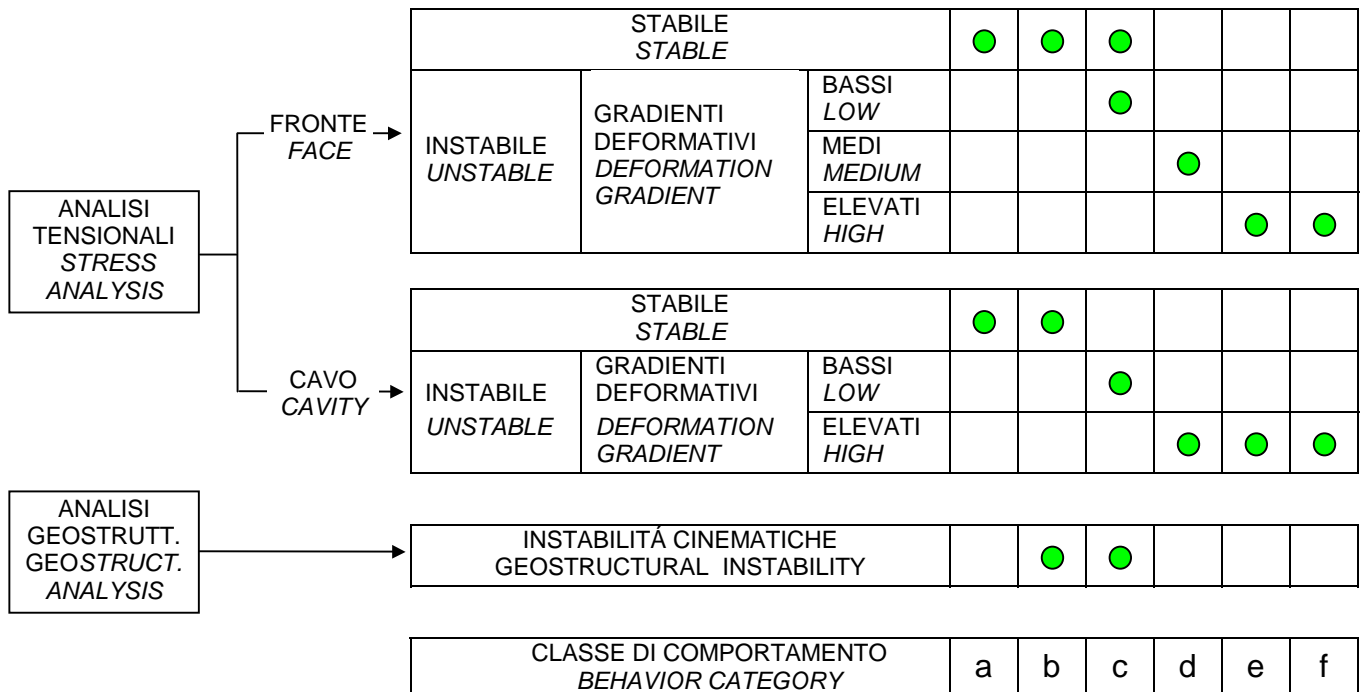 STABILE
STABLE
FRONTE
FACE
INSTABILE
UNSTABLE
GRADIENTI
DEFORMATIVI
DEFORMATION
GRADIENT
BASSI
LOW
MEDI
MEDIUM
ELEVATI
HIGH
ANALISI
TENSIONALI
STRESS
ANALYSIS
STABILE
STABLE
CAVO
CAVITY
INSTABILE
UNSTABLE
GRADIENTI
DEFORMATIVI
DEFORMATION
GRADIENT
BASSI
LOW
ELEVATI
HIGH
ANALISI
GEOSTRUTT.
GEOSTRUCT.
ANALYSIS
INSTABILITÁ CINEMATICHE
GEOSTRUCTURAL INSTABILITY
CLASSE DI COMPORTAMENTO
BEHAVIOR CATEGORY
a b c d e f